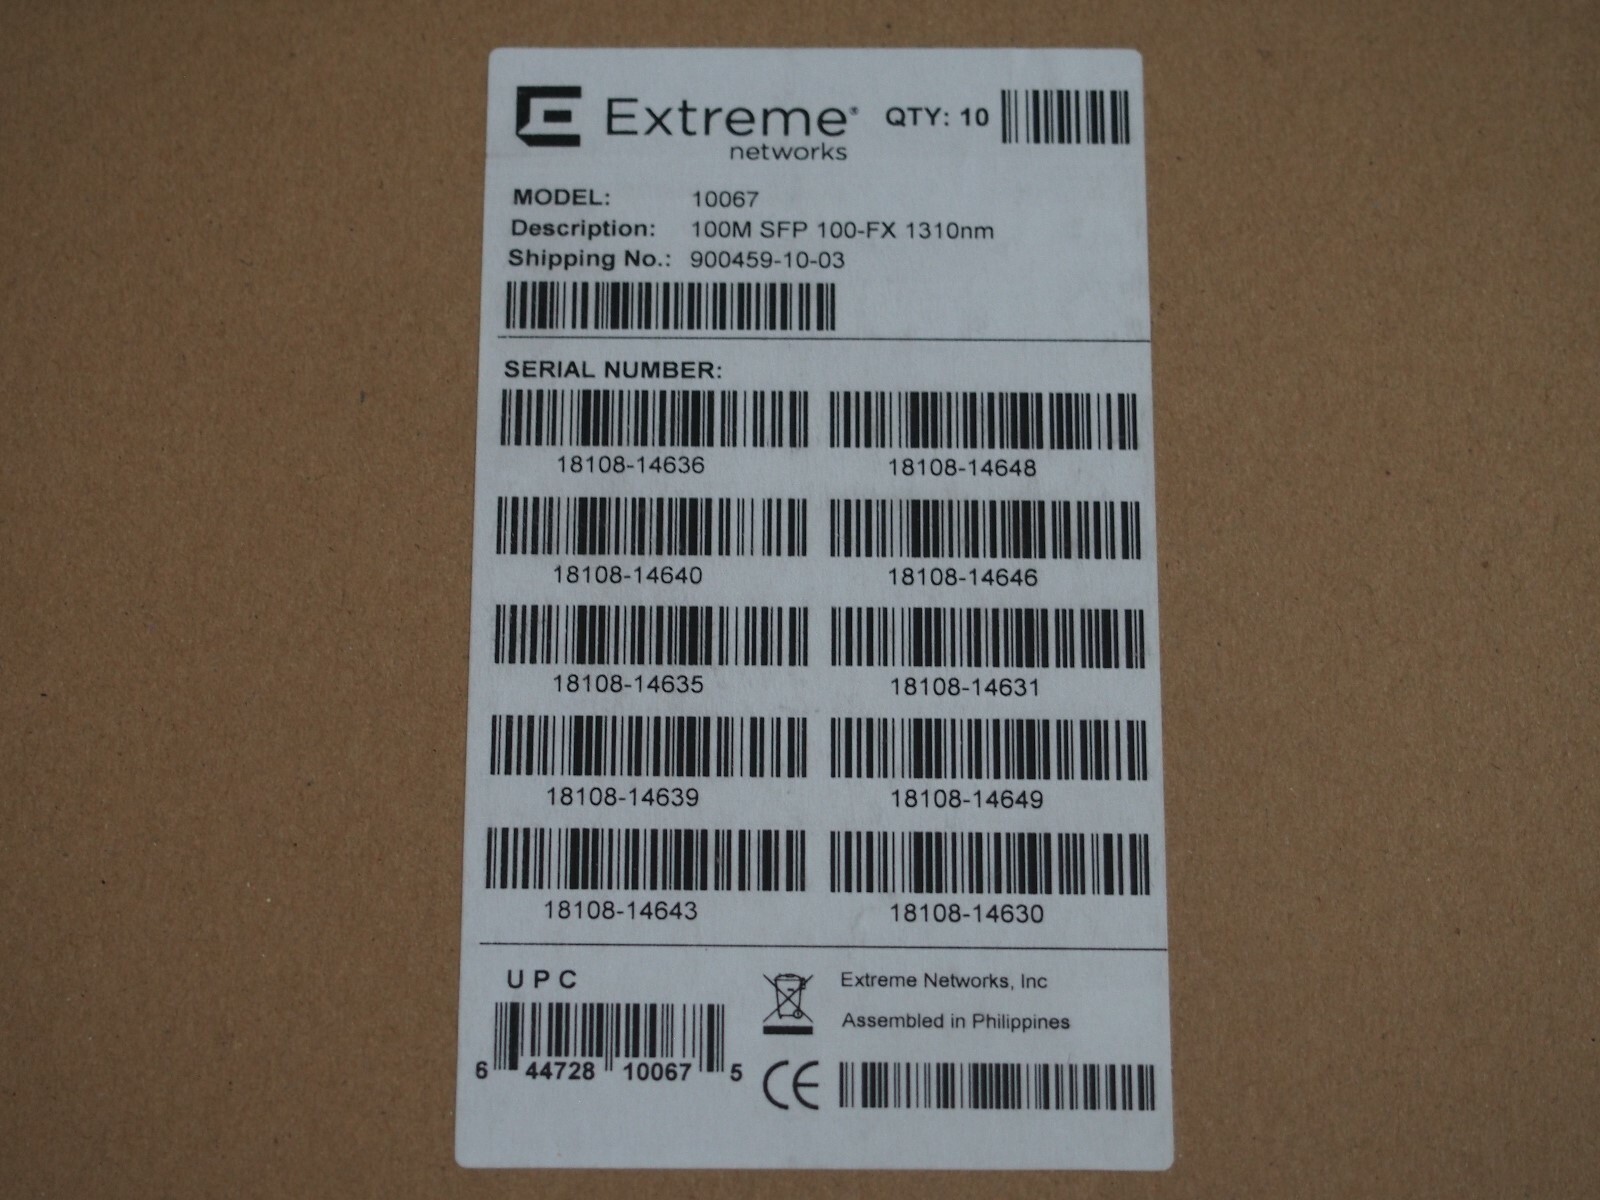 Extreme® QTY: 10
networks
MODEL: 10067
Description: 100M SFP 100-FX 1310nm
Shipping No.: 900459-10-03
SERIAL NUMBER:
18108-14636 18108-14648
18108-14640 18108-14646
18108-14635 18108-14631
18108-14639 18108-14649
18108-14643 18108-14630
UPC
Extreme Networks, Inc
Assembled in Philippines
6 44728 10067 5
CE